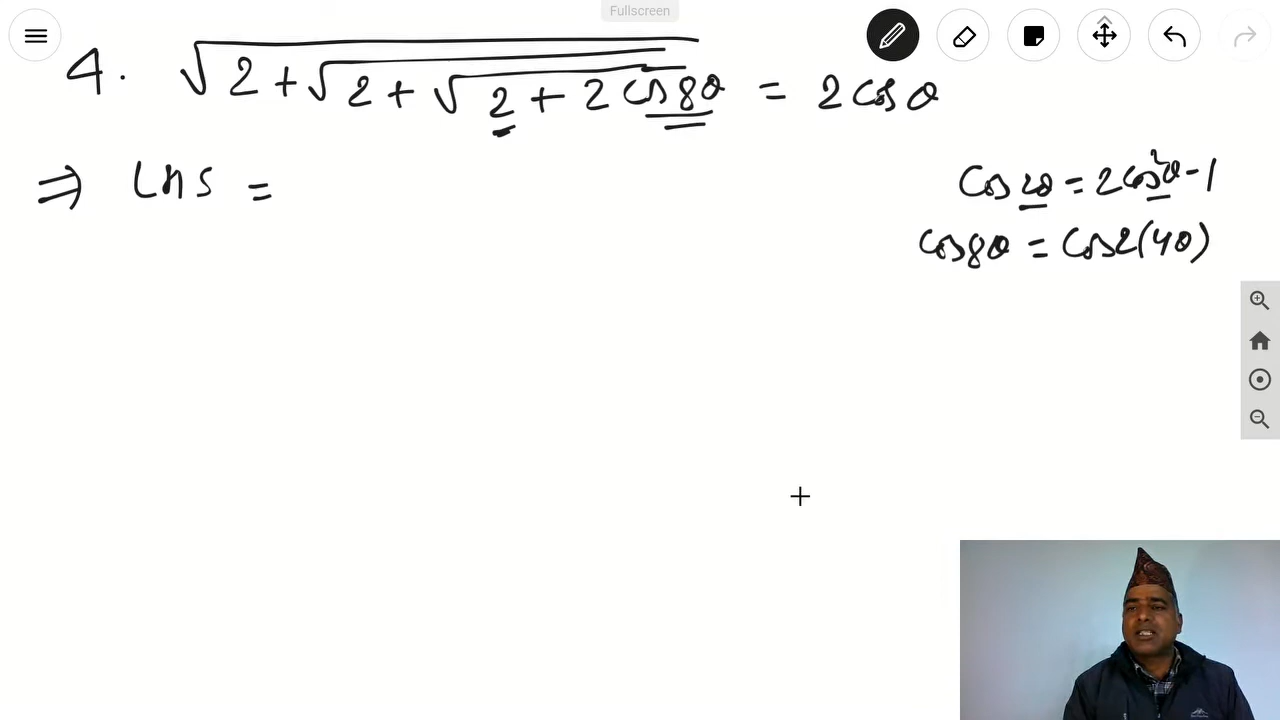 Fullscreen
4. √2 + √2 + √2 + 2 cos 8θ = 2 cos θ
⇒ LHS =
cos 2θ = 2cos²θ - 1
cos 8θ = cos 2(4θ)